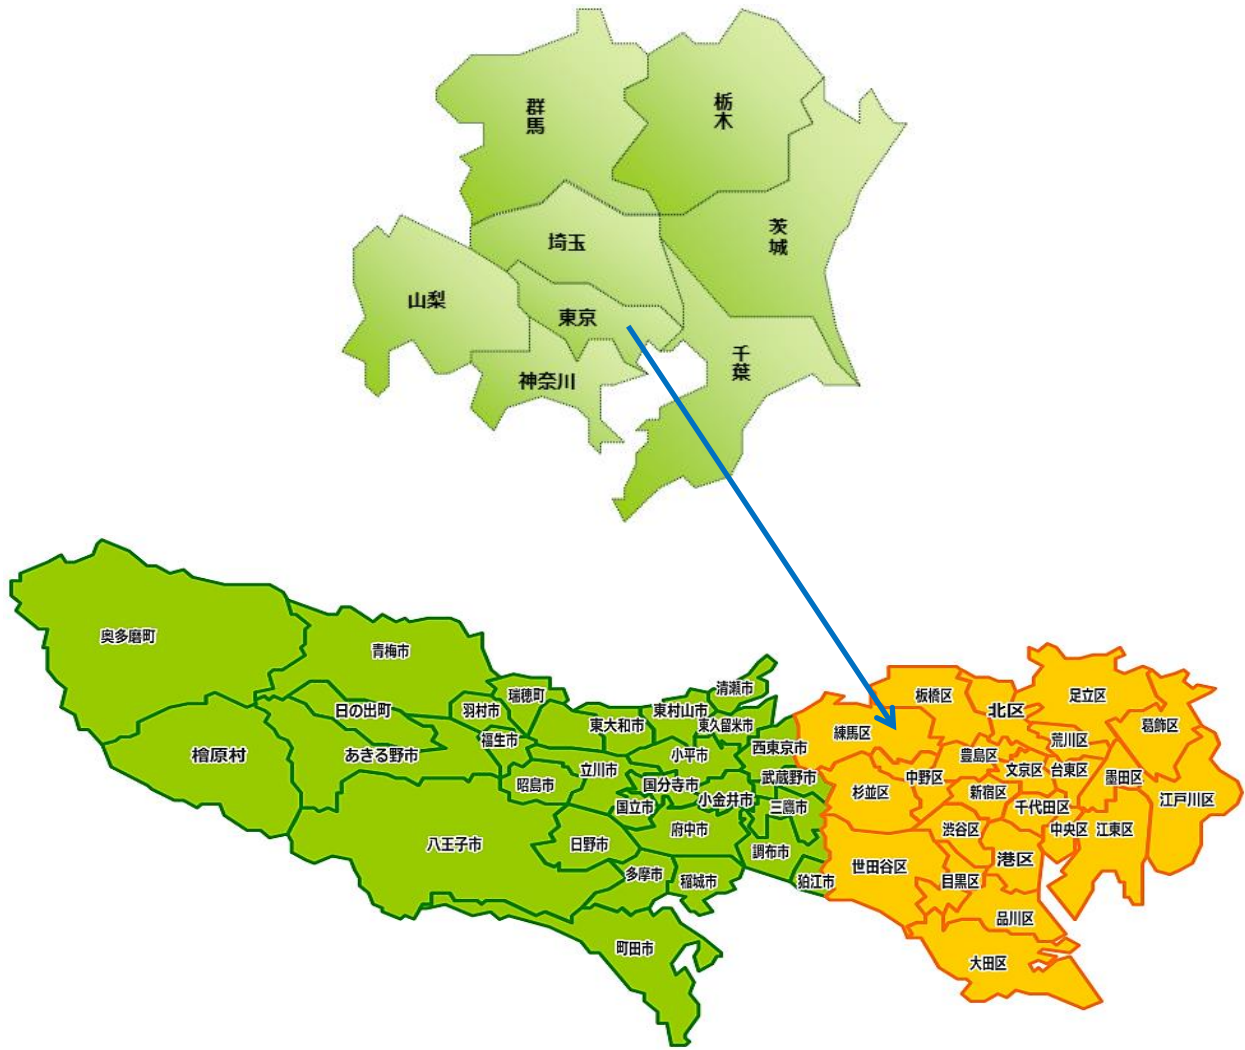 群馬
栃木
茨城
埼玉
山梨
東京
千葉
神奈川
奥多磨町
青梅市
日の出町
檜原村
あきる野市
羽村市
瑞穂町
福生市
昭島市
八王子市
東大和市
東村山市
清瀬市
東久留米市
小平市
西東京市
立川市
国分寺市
小金井市
武蔵野市
国立市
三鷹市
府中市
日野市
調布市
多摩市
稲城市
狛江市
町田市
板橋区
北区
足立区
練馬区
葛飾区
荒川区
豊島区
文京区
台東区
墨田区
中野区
杉並区
新宿区
千代田区
江戸川区
渋谷区
中央区
江東区
世田谷区
港区
目黒区
品川区
大田区